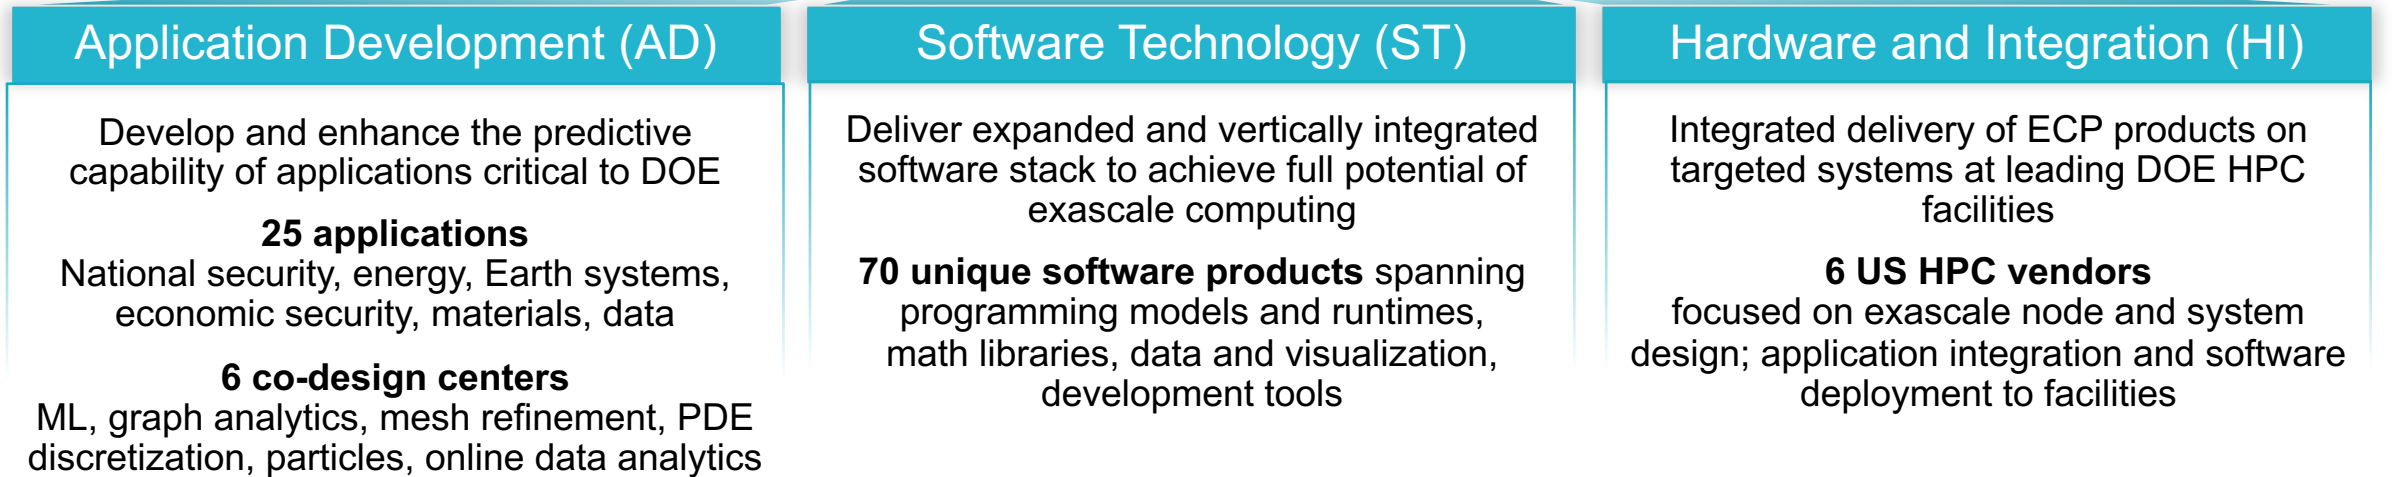 Application Development (AD)
Develop and enhance the predictive
capability of applications critical to DOE
25 applications
National security, energy, Earth systems,
economic security, materials, data
6 co-design centers
ML, graph analytics, mesh refinement, PDE
discretization, particles, online data analytics
Software Technology (ST)
Deliver expanded and vertically integrated
software stack to achieve full potential of
exascale computing
70 unique software products spanning
programming models and runtimes,
math libraries, data and visualization,
development tools
Hardware and Integration (HI)
Integrated delivery of ECP products on
targeted systems at leading DOE HPC
facilities
6 US HPC vendors
focused on exascale node and system
design; application integration and software
deployment to facilities